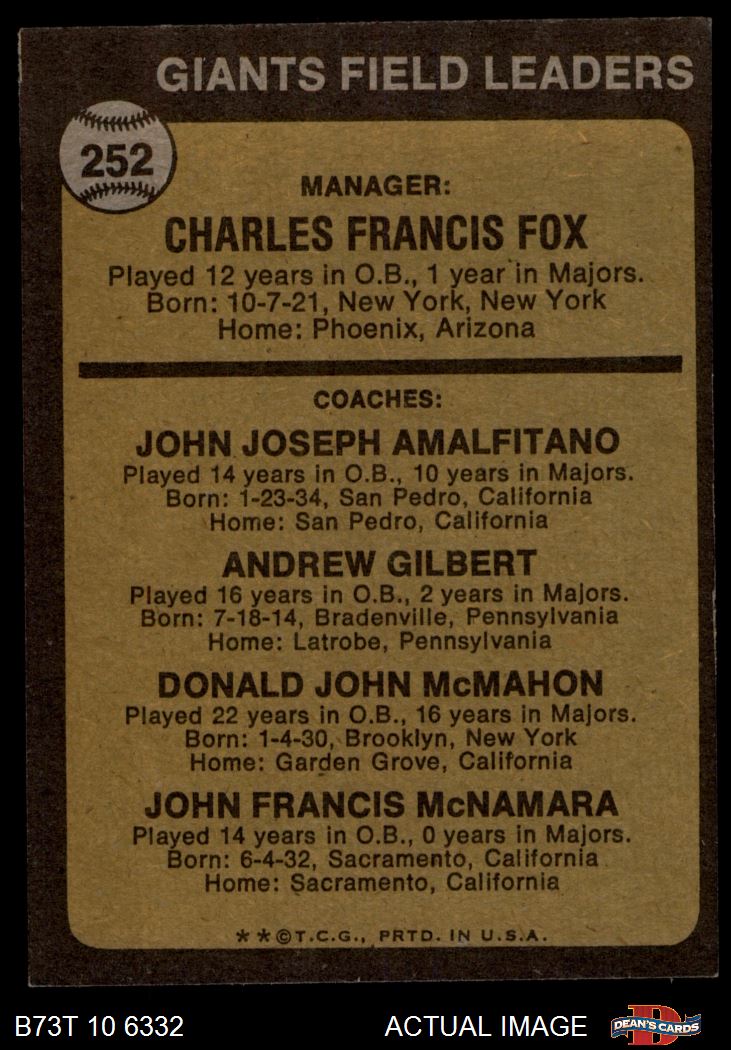 GIANTS FIELD LEADERS
252
MANAGER:
CHARLES FRANCIS FOX
Played 12 years in O.B., 1 year in Majors.
Born: 10-7-21, New York, New York
Home: Phoenix, Arizona
COACHES:
JOHN JOSEPH AMALFITANO
Played 14 years in O.B., 10 years in Majors.
Born: 1-23-34, San Pedro, California
Home: San Pedro, California
ANDREW GILBERT
Played 16 years in O.B., 2 years in Majors.
Born: 7-18-14, Bradenville, Pennsylvania
Home: Latrobe, Pennsylvania
DONALD JOHN McMAHON
Played 22 years in O.B., 16 years in Majors.
Born: 1-4-30, Brooklyn, New York
Home: Garden Grove, California
JOHN FRANCIS McNAMARA
Played 14 years in O.B., 0 years in Majors.
Born: 6-4-32, Sacramento, California
Home: Sacramento, California
**©T.C.G., PRTD. IN U.S.A.
B73T 10 6332 ACTUAL IMAGE
D
DEAN'S CARDS